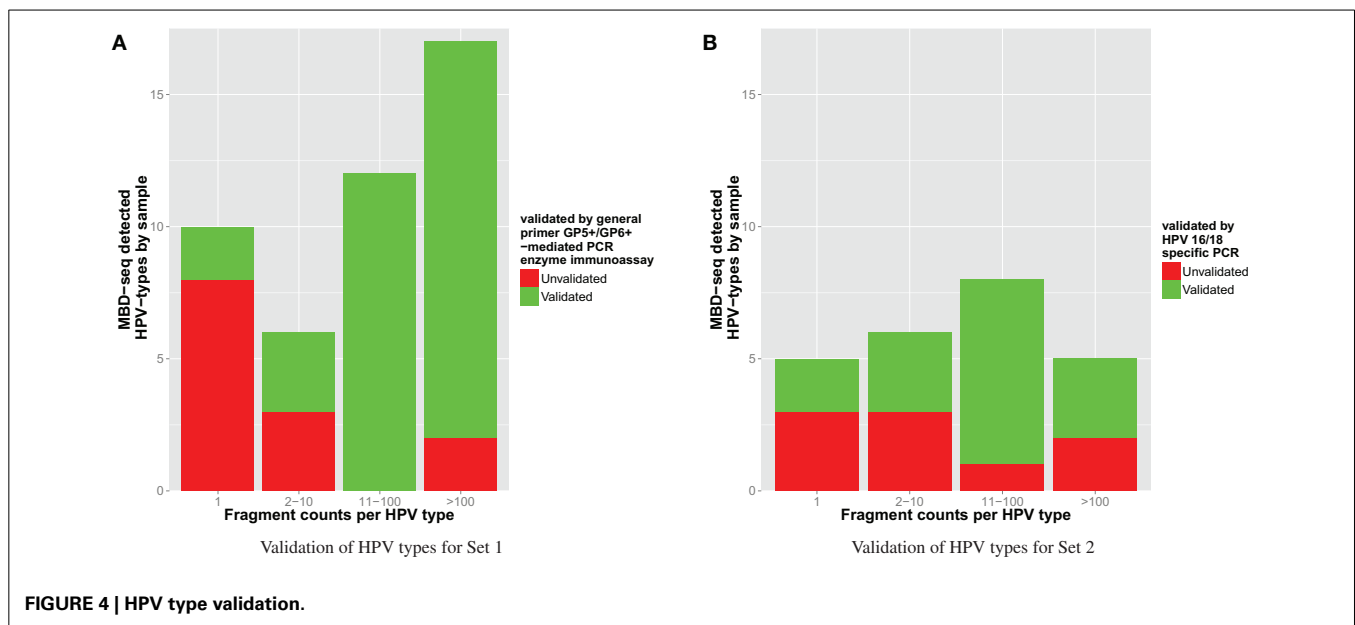 A
MBD−seq detected
HPV−types by sample
15
10
5
0
1
2−10
11−100
>100
Fragment counts per HPV type
validated by general
primer GP5+/GP6+
−mediated PCR
enzyme immunoassay
Unvalidated
Validated
Validation of HPV types for Set 1
B
MBD−seq detected
HPV−types by sample
15
10
5
0
1
2−10
11−100
>100
Fragment counts per HPV type
validated by
HPV 16/18
specific PCR
Unvalidated
Validated
Validation of HPV types for Set 2
FIGURE 4 | HPV type validation.